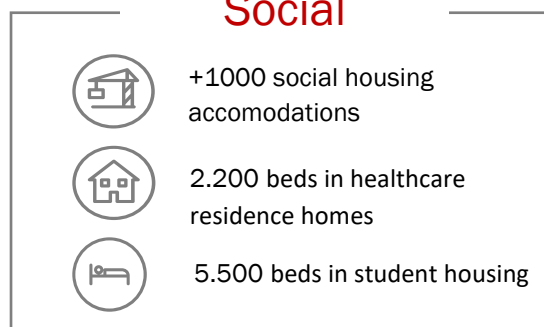 Social
+1000 social housing
accomodations
2.200 beds in healthcare
residence homes
5.500 beds in student housing